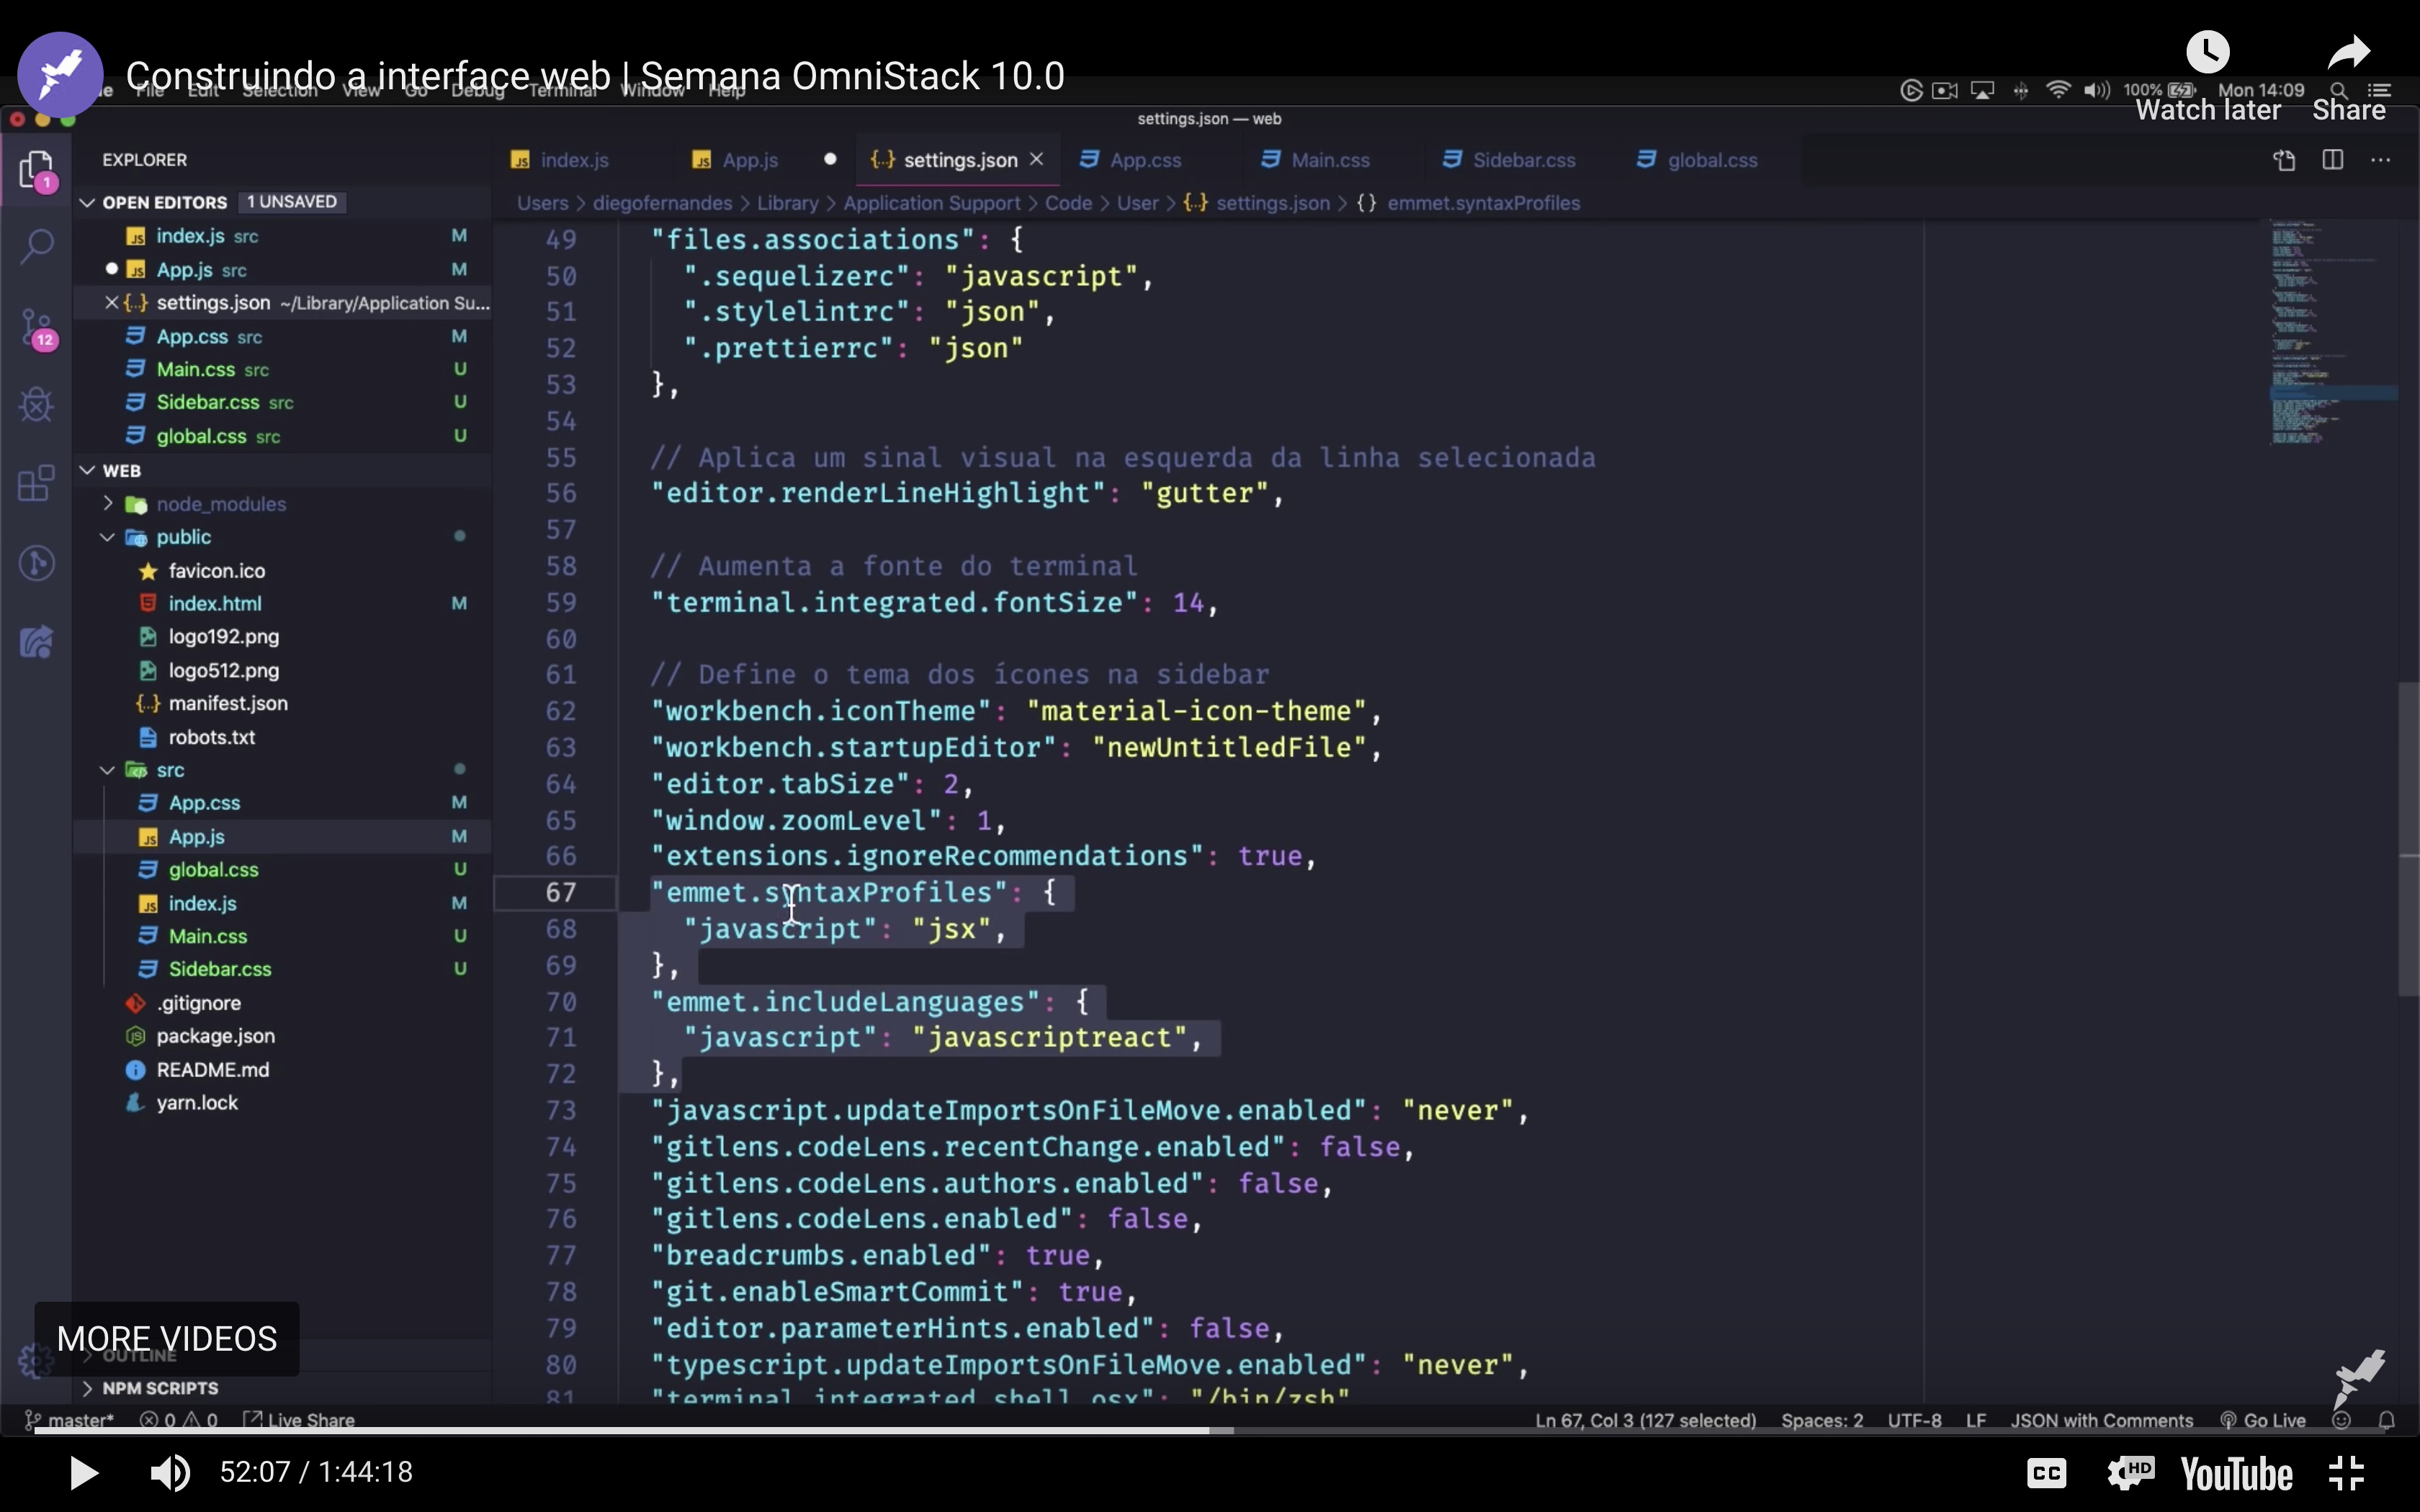 Construindo a interface web | Semana OmniStack 10.0
File Edit Selection View Go Debug Terminal Window Help
100% Mon 14:09
Watch later Share
settings.json — web
EXPLORER
index.js App.js settings.json App.css Main.css Sidebar.css global.css
OPEN EDITORS 1 UNSAVED
Users > diegofernandes > Library > Application Support > Code > User > {..} settings.json > {} emmet.syntaxProfiles
1
12
index.js src M
App.js src M
settings.json ~/Library/Application Su...
App.css src M
Main.css src U
Sidebar.css src U
global.css src U
WEB
node_modules
public
favicon.ico
index.html M
logo192.png
logo512.png
manifest.json
robots.txt
src
App.css M
App.js M
global.css U
index.js M
Main.css U
Sidebar.css U
.gitignore
package.json
README.md
yarn.lock
OUTLINE
NPM SCRIPTS
49 "files.associations": {
50 ".sequelizerc": "javascript",
51 ".stylelintrc": "json",
52 ".prettierrc": "json"
53 },
54
55 // Aplica um sinal visual na esquerda da linha selecionada
56 "editor.renderLineHighlight": "gutter",
57
58 // Aumenta a fonte do terminal
59 "terminal.integrated.fontSize": 14,
60
61 // Define o tema dos ícones na sidebar
62 "workbench.iconTheme": "material-icon-theme",
63 "workbench.startupEditor": "newUntitledFile",
64 "editor.tabSize": 2,
65 "window.zoomLevel": 1,
66 "extensions.ignoreRecommendations": true,
67 "emmet.syntaxProfiles": {
68 "javascript": "jsx",
69 },
70 "emmet.includeLanguages": {
71 "javascript": "javascriptreact",
72 },
73 "javascript.updateImportsOnFileMove.enabled": "never",
74 "gitlens.codeLens.recentChange.enabled": false,
75 "gitlens.codeLens.authors.enabled": false,
76 "gitlens.codeLens.enabled": false,
77 "breadcrumbs.enabled": true,
78 "git.enableSmartCommit": true,
79 "editor.parameterHints.enabled": false,
80 "typescript.updateImportsOnFileMove.enabled": "never",
81 "terminal.integrated.shell.osx": "/bin/zsh"
MORE VIDEOS
master* 0 0 Live Share
Ln 67, Col 3 (127 selected) Spaces: 2 UTF-8 LF JSON with Comments Go Live
52:07 / 1:44:18
CC HD YouTube